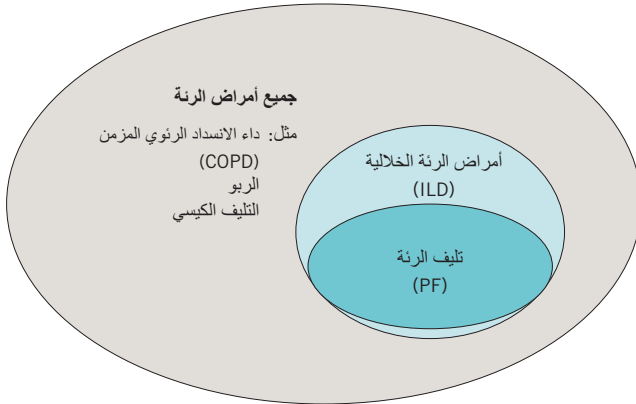 جميع أمراض الرئة
مثل: داء الانسداد الرئوي المزمن
(COPD)
الربو
التليف الكيسي
أمراض الرئة الخلالية
(ILD)
تليف الرئة
(PF)